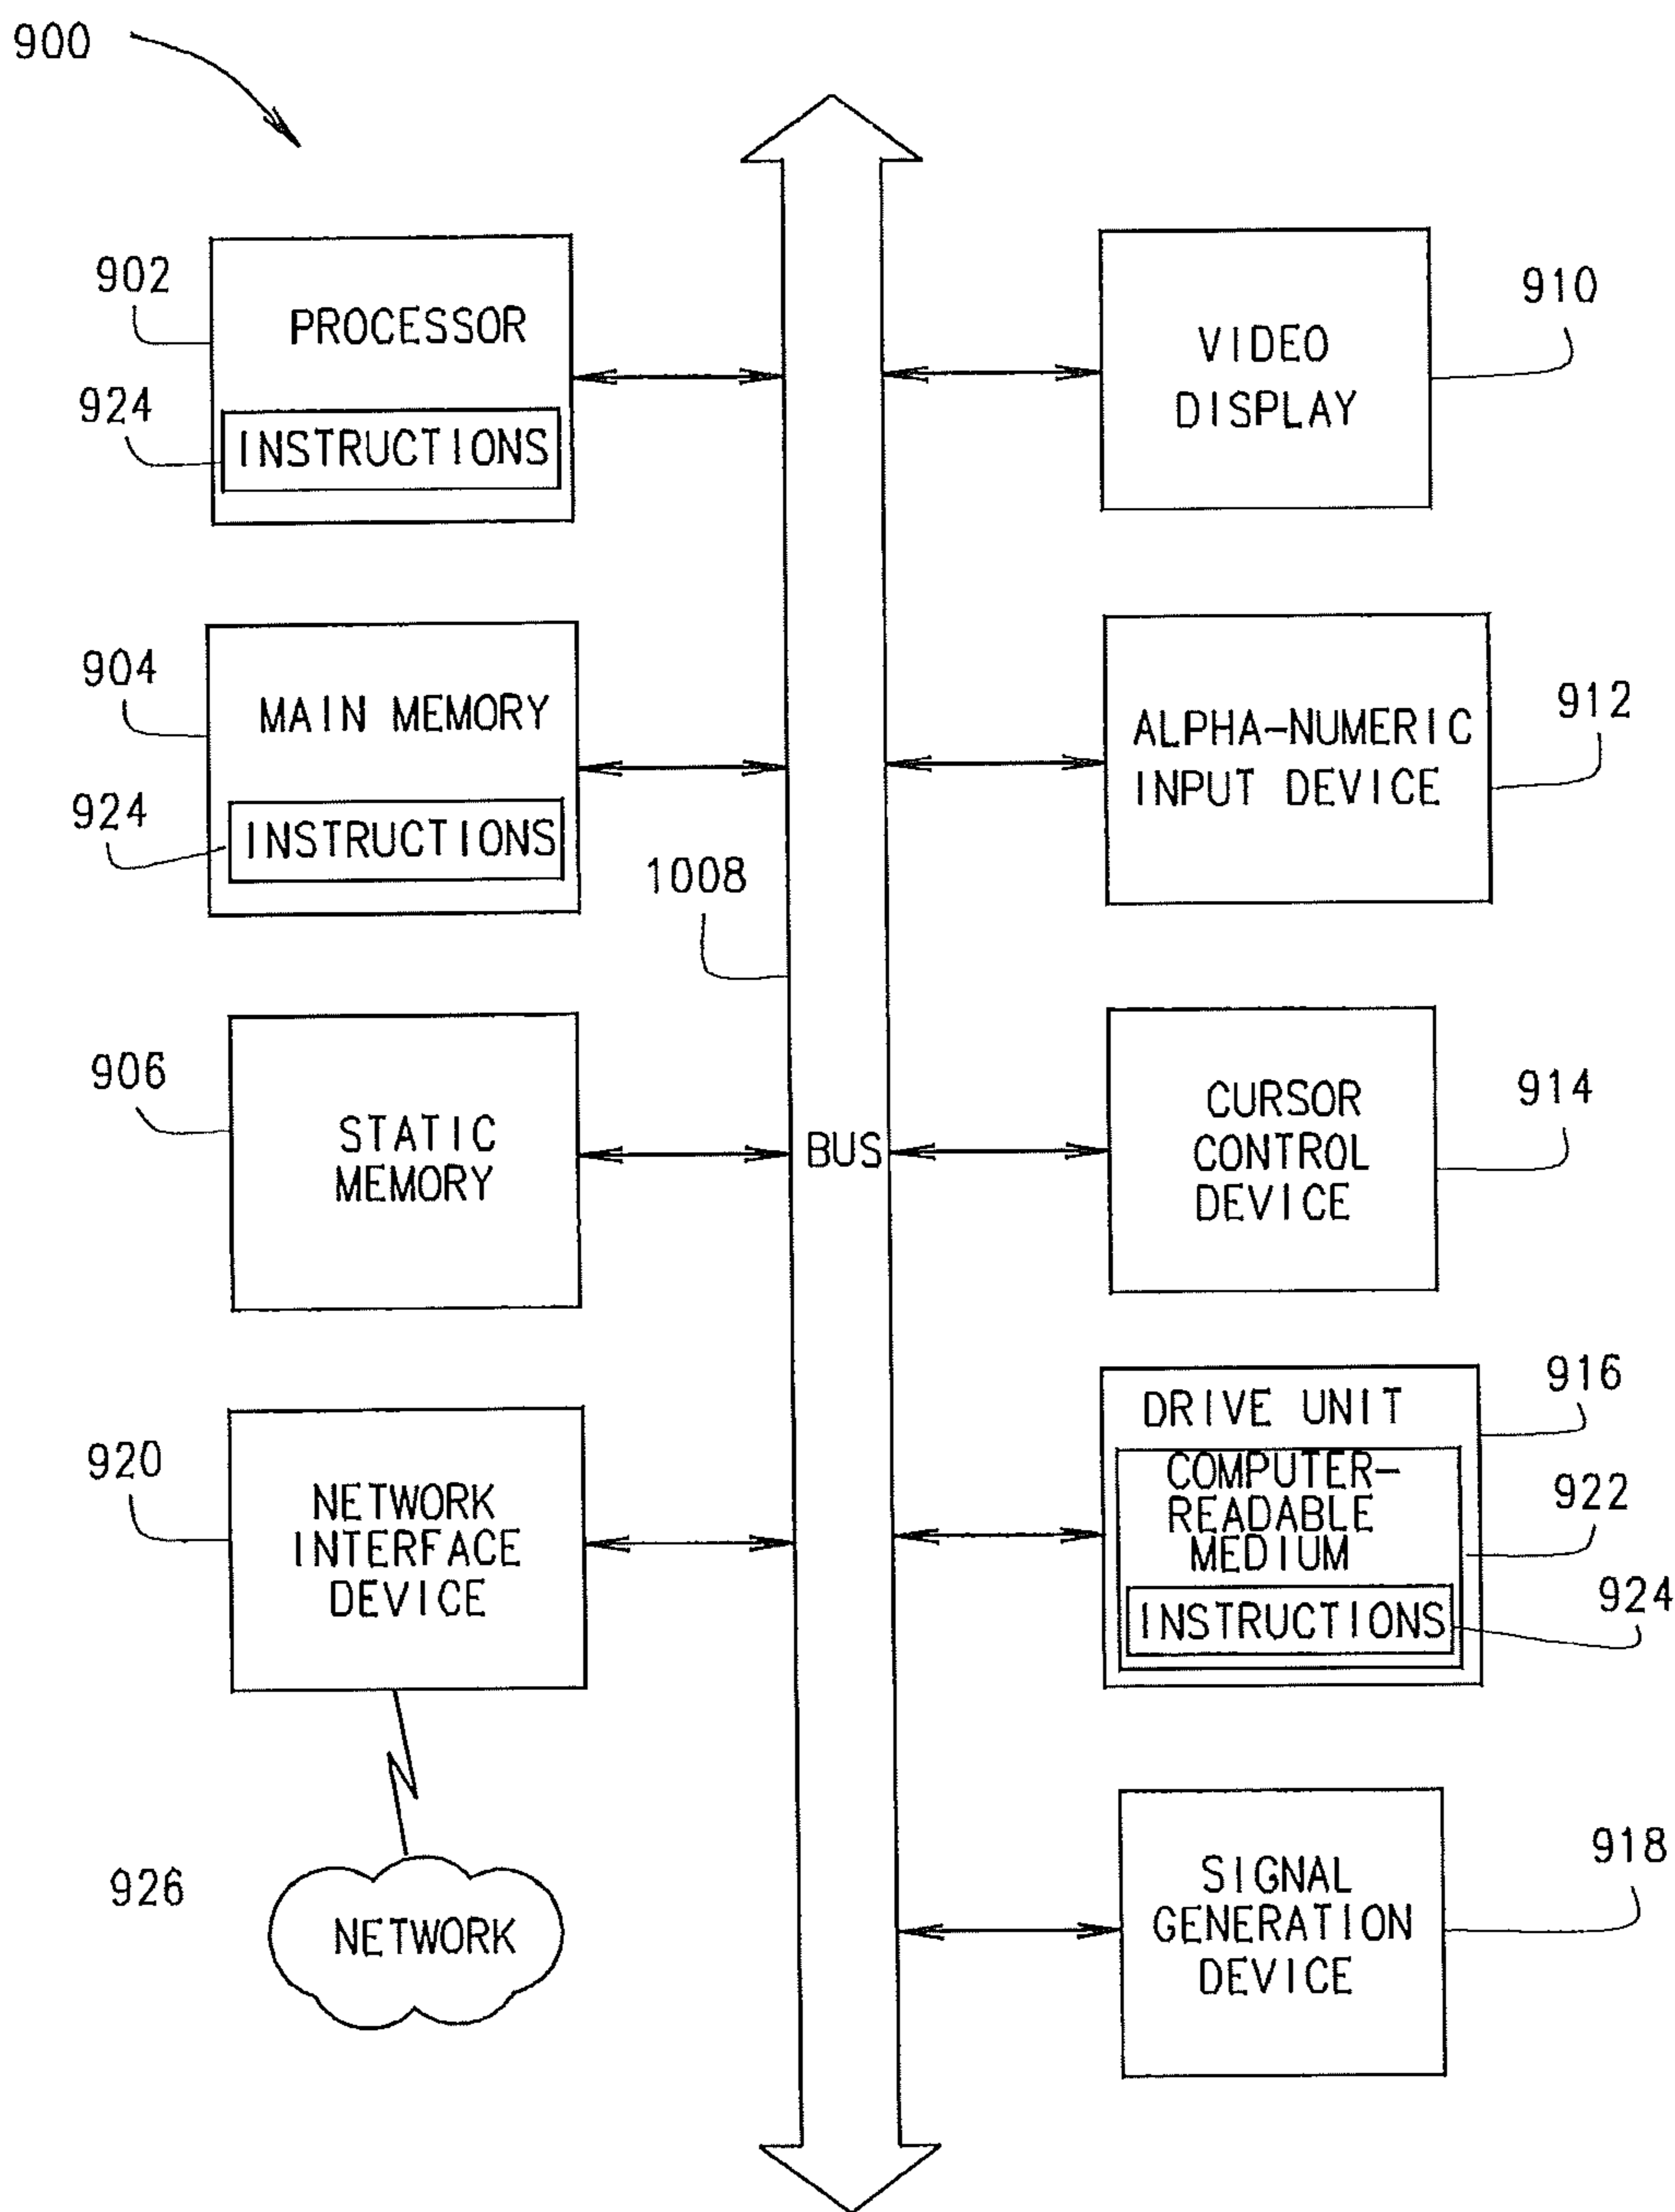 900
902
PROCESSOR
924
INSTRUCTIONS
904
MAIN MEMORY
924
INSTRUCTIONS
1008
906
STATIC
MEMORY
920
NETWORK
INTERFACE
DEVICE
926
NETWORK
BUS
VIDEO
DISPLAY
910
ALPHA-NUMERIC
INPUT DEVICE
912
CURSOR
CONTROL
DEVICE
914
DRIVE UNIT
916
COMPUTER-
READABLE
MEDIUM
922
INSTRUCTIONS
924
SIGNAL
GENERATION
DEVICE
918